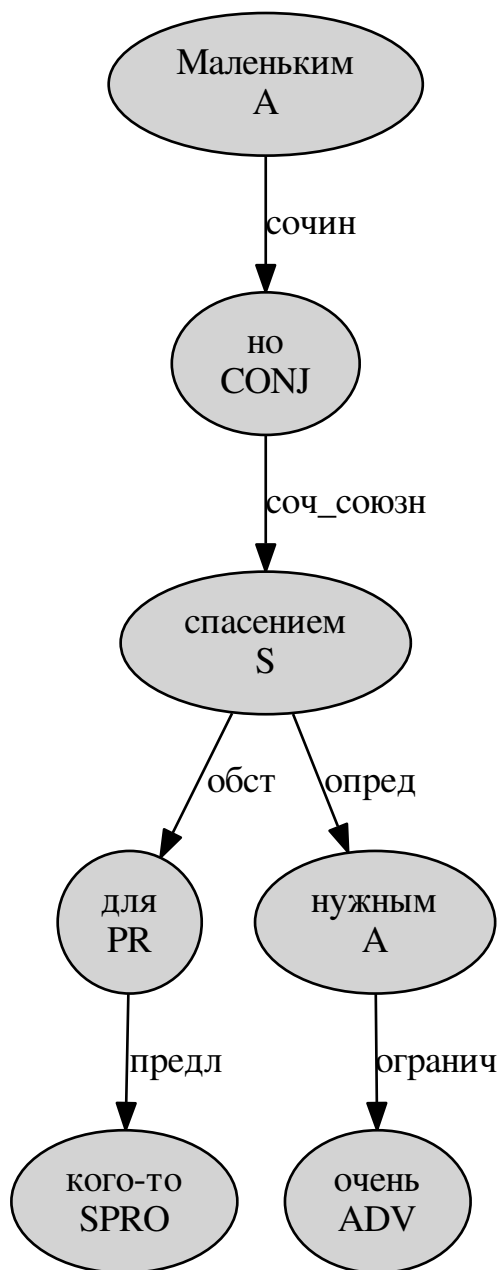 Маленьким
A
сочин
но
CONJ
соч_союзн
спасением
S
обст
опред
для
PR
нужным
A
предл
огранич
кого-то
SPRO
очень
ADV